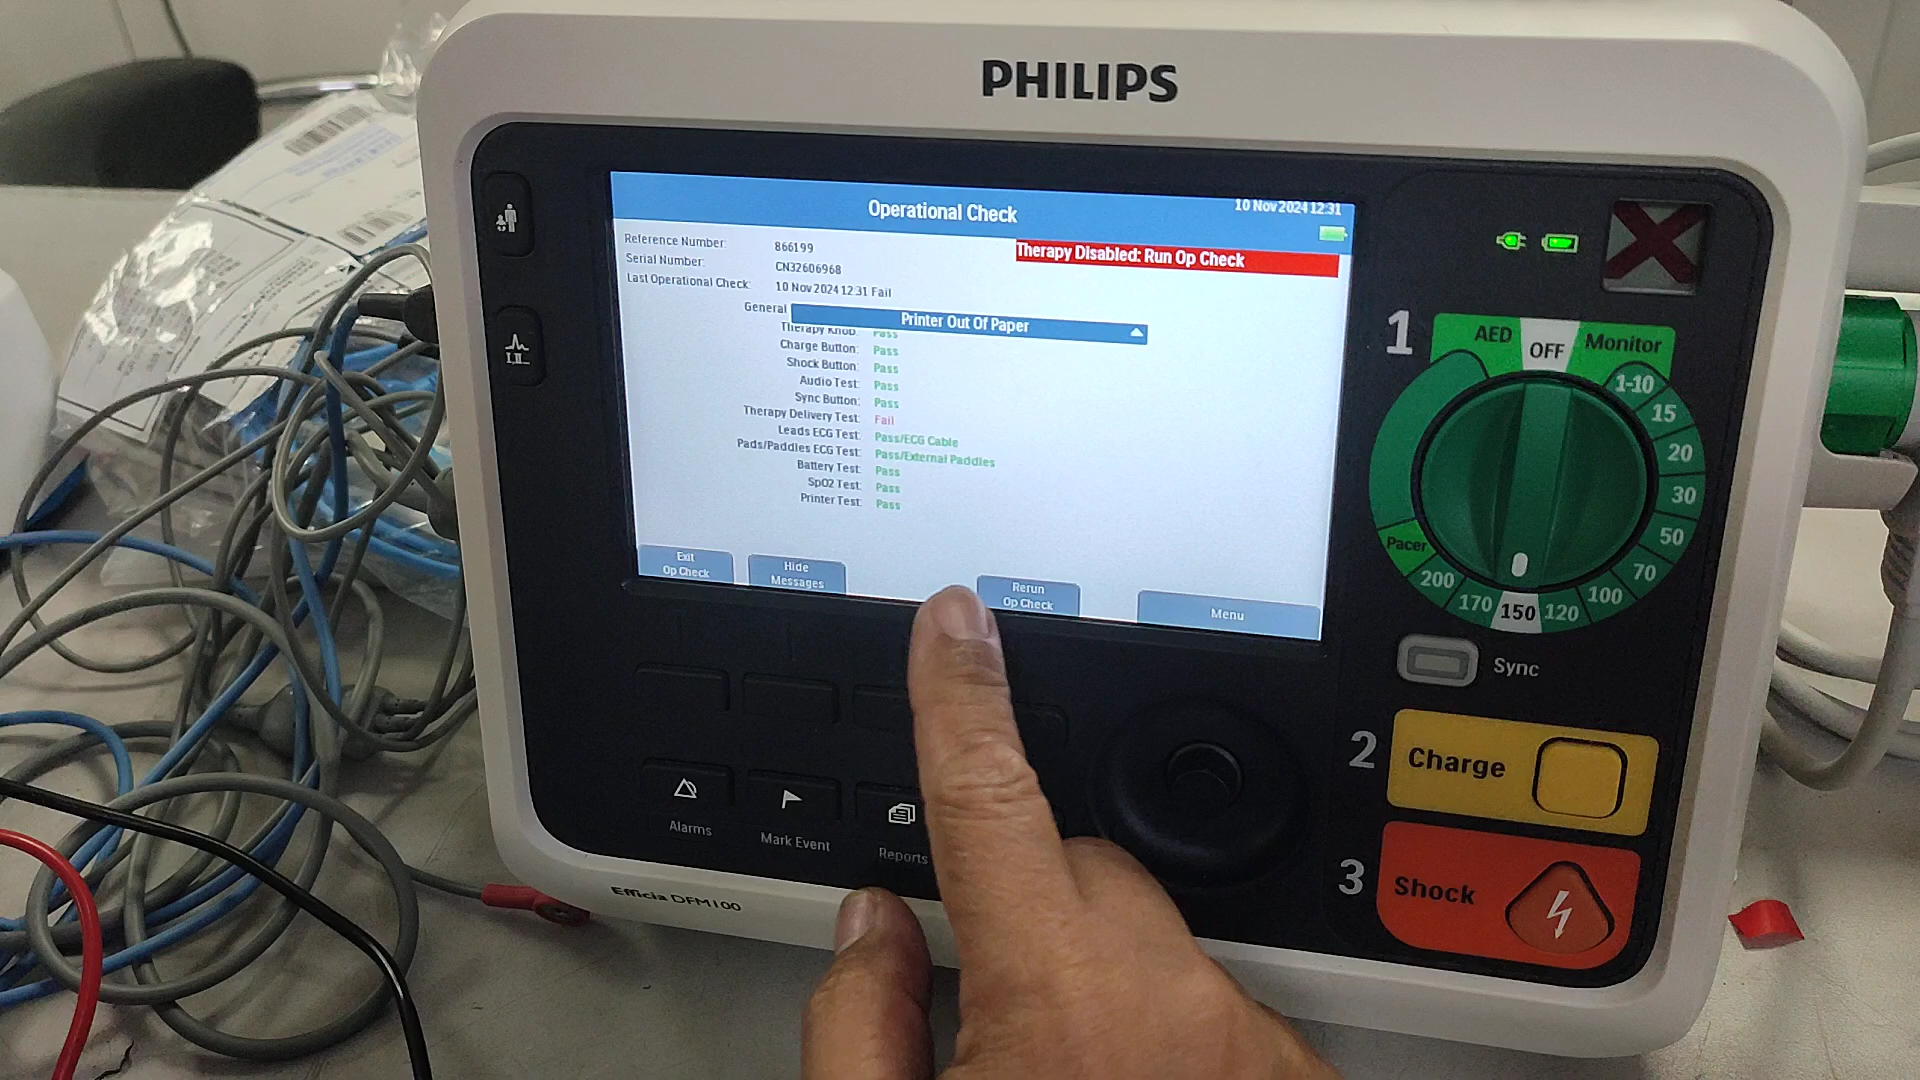 PHILIPS
Operational Check
10 Nov 2024 12:31
Reference Number: 866199
Therapy Disabled: Run Op Check
Serial Number: CN32606968
Last Operational Check: 10 Nov 2024 12:31 Fail
General
Printer Out Of Paper
Therapy Knob: Pass
Charge Button: Pass
Shock Button: Pass
Audio Test: Pass
Sync Button: Pass
Therapy Delivery Test: Fail
Leads ECG Test: Pass/ECG Cable
Pads/Paddles ECG Test: Pass/External Paddles
Battery Test: Pass
SpO2 Test: Pass
Printer Test: Pass
Exit
Op Check
Hide
Messages
Rerun
Op Check
Menu
I,II...
Alarms
Mark Event
Reports
Efficia DFM100
1
AED
OFF
Monitor
1-10
15
20
30
50
70
100
120
150
170
200
Pacer
Sync
2
Charge
3
Shock